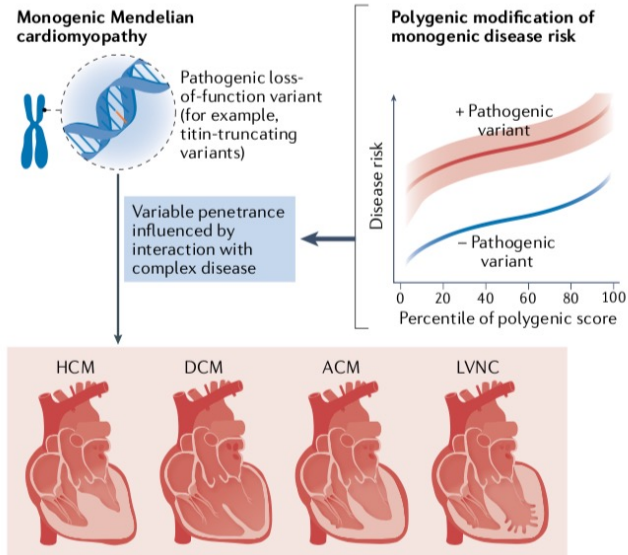 Monogenic Mendelian
cardiomyopathy
Pathogenic loss-
of-function variant
(for example,
titin-truncating
variants)
Variable penetrance
influenced by
interaction with
complex disease
Polygenic modification of
monogenic disease risk
Disease risk
+ Pathogenic
variant
– Pathogenic
variant
0 20 40 60 80 100
Percentile of polygenic score
HCM DCM ACM LVNC